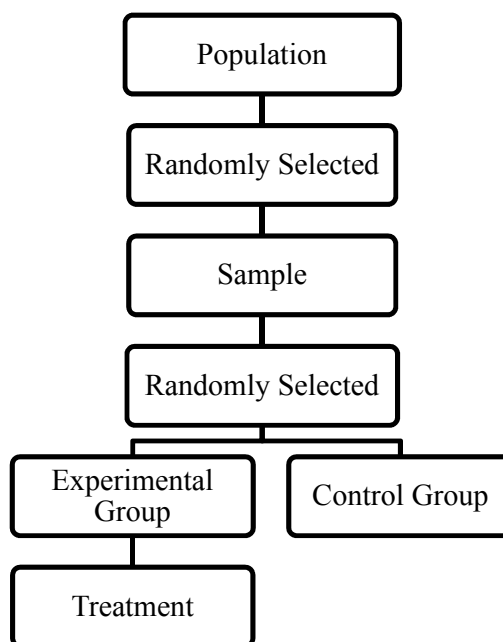 Population
Randomly Selected
Sample
Randomly Selected
Experimental
Group
Control Group
Treatment